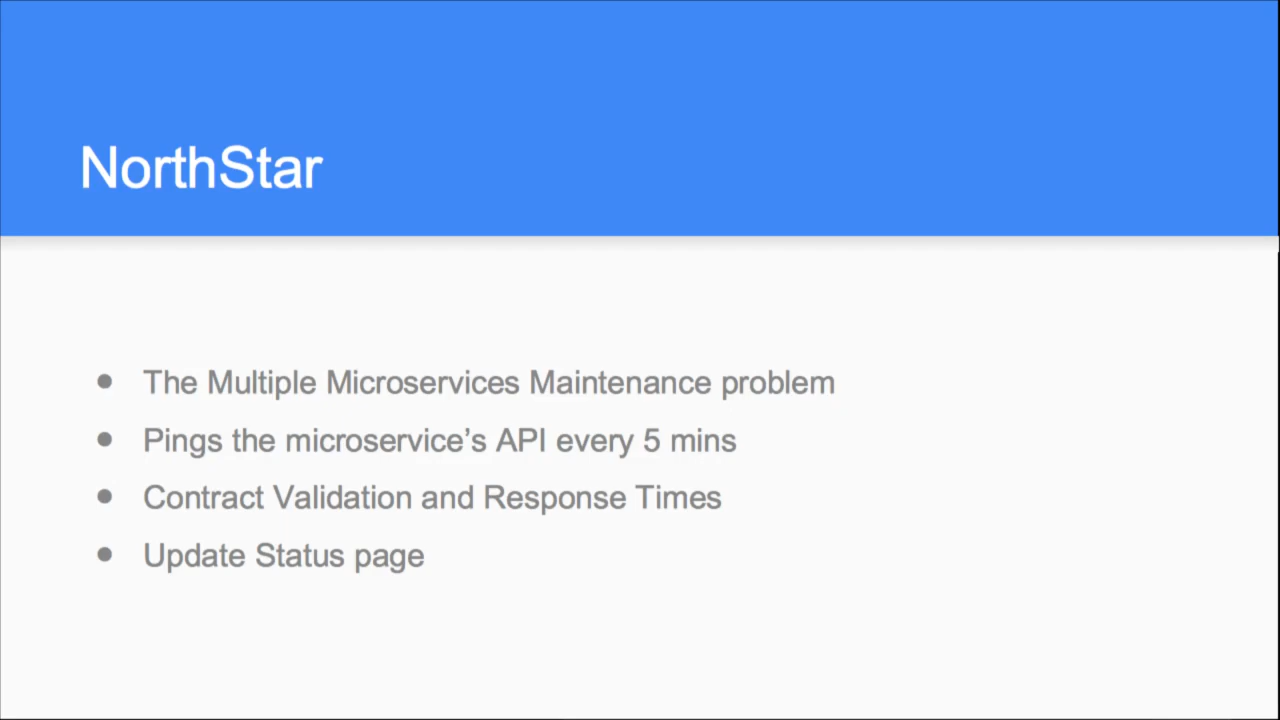 NorthStar
● The Multiple Microservices Maintenance problem
● Pings the microservice’s API every 5 mins
● Contract Validation and Response Times
● Update Status page